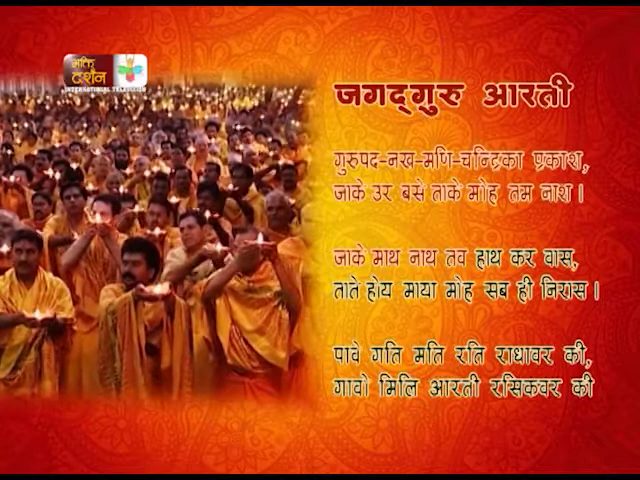 भक्ति
दर्शन
INTERNATIONAL TELEVISION
जगद्गुरु आरती
गुरुपद-नख-मणि-चन्द्रिका प्रकाश,
जाके उर बसे ताके मोह तम नाश।
जाके माथ नाथ तव हाथ कर वास,
ताते होय माया मोह सब ही निरास।
पावे गति मति रति राधावर की,
गावो मिलि आरती रसिकवर की